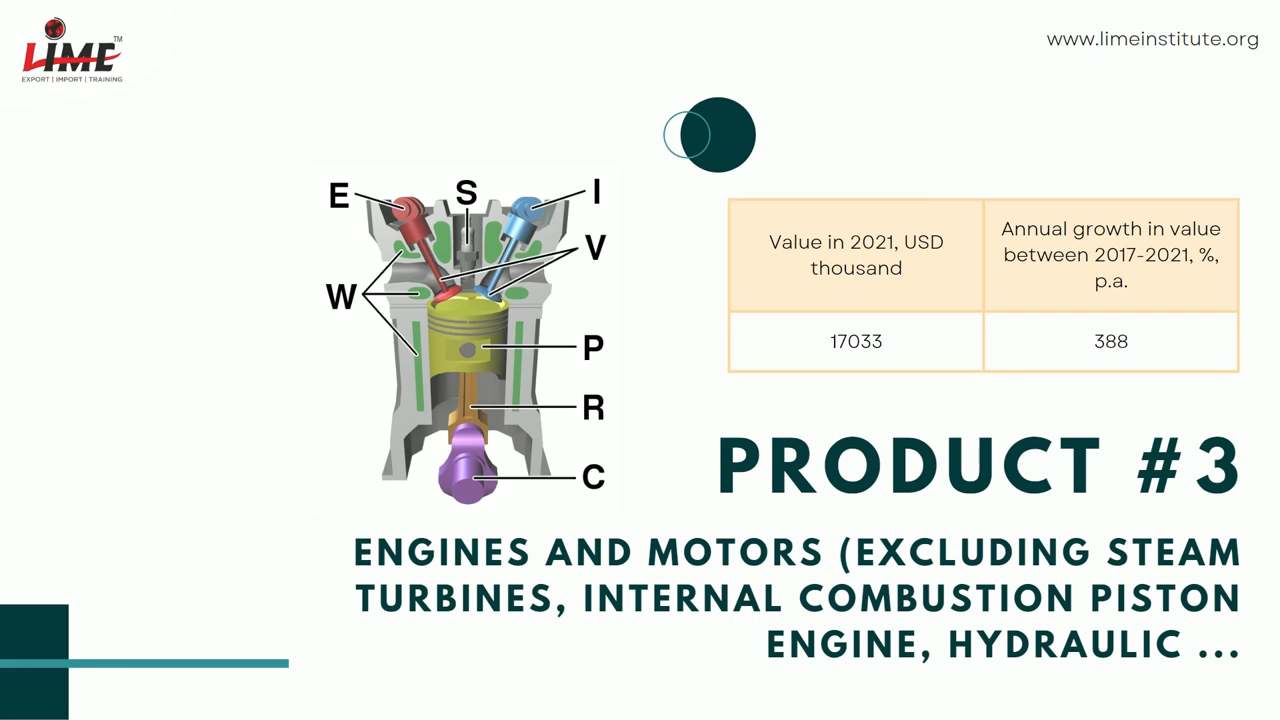 LIME TM
EXPORT | IMPORT | TRAINING
www.limeinstitute.org
E
S
I
V
W
P
R
C
Value in 2021, USD
thousand
Annual growth in value
between 2017-2021, %,
p.a.
17033
388
PRODUCT #3
ENGINES AND MOTORS (EXCLUDING STEAM
TURBINES, INTERNAL COMBUSTION PISTON
ENGINE, HYDRAULIC ...